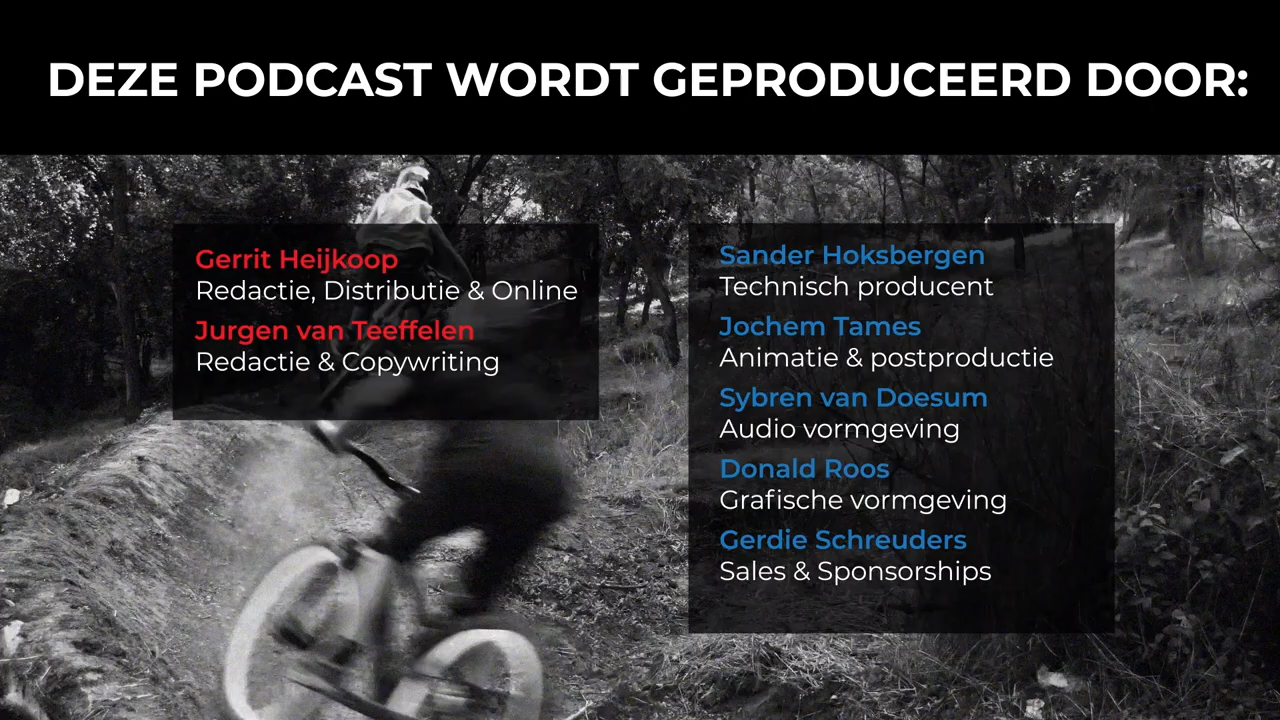 DEZE PODCAST WORDT GEPRODUCEERD DOOR:
Gerrit Heijkoop
Redactie, Distributie & Online
Jurgen van Teeffelen
Redactie & Copywriting
Sander Hoksbergen
Technisch producent
Jochem Tames
Animatie & postproductie
Sybren van Doesum
Audio vormgeving
Donald Roos
Grafische vormgeving
Gerdie Schreuders
Sales & Sponsorships